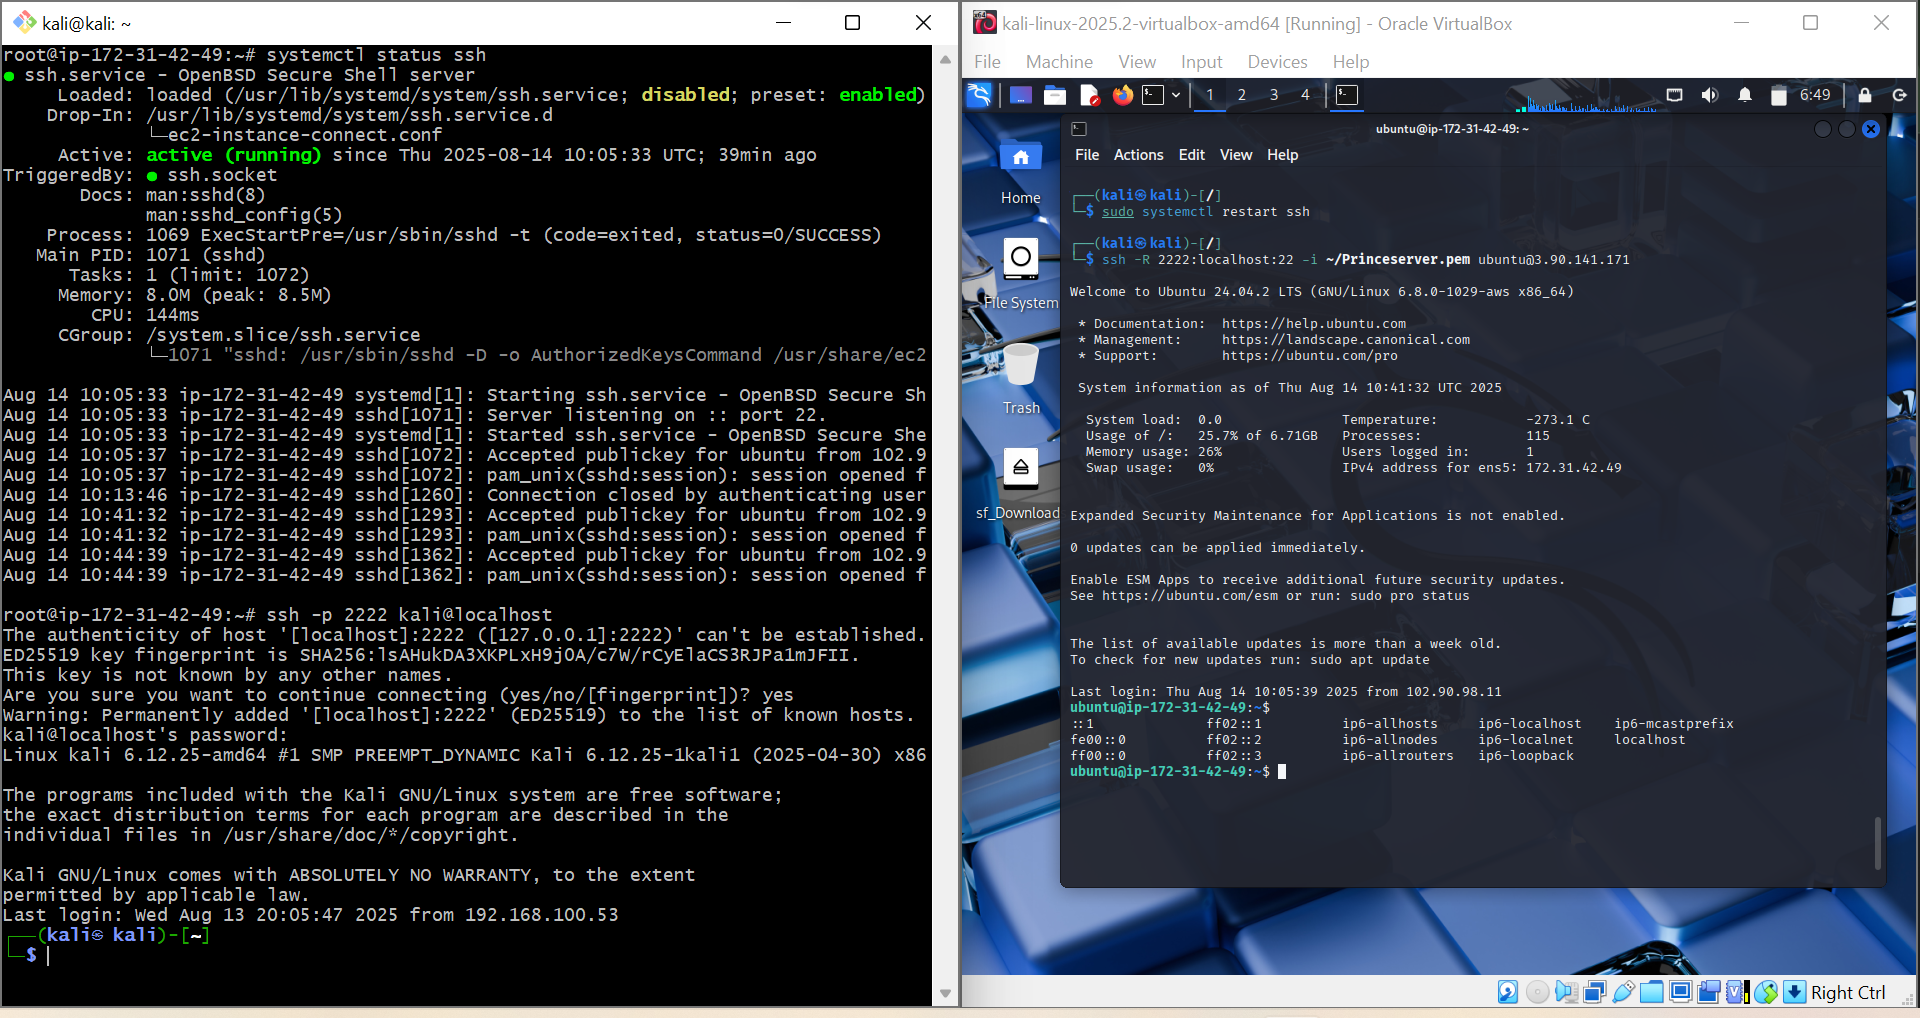 kali@kali: ~
root@ip-172-31-42-49:~# systemctl status ssh
● ssh.service - OpenBSD Secure Shell server
Loaded: loaded (/usr/lib/systemd/system/ssh.service; disabled; preset: enabled)
Drop-In: /usr/lib/systemd/system/ssh.service.d
└─ec2-instance-connect.conf
Active: active (running) since Thu 2025-08-14 10:05:33 UTC; 39min ago
TriggeredBy: ● ssh.socket
Docs: man:sshd(8)
man:sshd_config(5)
Process: 1069 ExecStartPre=/usr/sbin/sshd -t (code=exited, status=0/SUCCESS)
Main PID: 1071 (sshd)
Tasks: 1 (limit: 1072)
Memory: 8.0M (peak: 8.5M)
CPU: 144ms
CGroup: /system.slice/ssh.service
└─1071 "sshd: /usr/sbin/sshd -D -o AuthorizedKeysCommand /usr/share/ec2
Aug 14 10:05:33 ip-172-31-42-49 systemd[1]: Starting ssh.service - OpenBSD Secure Sh
Aug 14 10:05:33 ip-172-31-42-49 sshd[1071]: Server listening on :: port 22.
Aug 14 10:05:33 ip-172-31-42-49 systemd[1]: Started ssh.service - OpenBSD Secure She
Aug 14 10:05:37 ip-172-31-42-49 sshd[1072]: Accepted publickey for ubuntu from 102.9
Aug 14 10:05:37 ip-172-31-42-49 sshd[1072]: pam_unix(sshd:session): session opened f
Aug 14 10:13:46 ip-172-31-42-49 sshd[1260]: Connection closed by authenticating user
Aug 14 10:41:32 ip-172-31-42-49 sshd[1293]: Accepted publickey for ubuntu from 102.9
Aug 14 10:41:32 ip-172-31-42-49 sshd[1293]: pam_unix(sshd:session): session opened f
Aug 14 10:44:39 ip-172-31-42-49 sshd[1362]: Accepted publickey for ubuntu from 102.9
Aug 14 10:44:39 ip-172-31-42-49 sshd[1362]: pam_unix(sshd:session): session opened f
root@ip-172-31-42-49:~# ssh -p 2222 kali@localhost
The authenticity of host '[localhost]:2222 ([127.0.0.1]:2222)' can't be established.
ED25519 key fingerprint is SHA256:lsAHukDA3XKPLxH9jOA/c7W/rCyElaCS3RJPa1mJFII.
This key is not known by any other names.
Are you sure you want to continue connecting (yes/no/[fingerprint])? yes
Warning: Permanently added '[localhost]:2222' (ED25519) to the list of known hosts.
kali@localhost's password:
Linux kali 6.12.25-amd64 #1 SMP PREEMPT_DYNAMIC Kali 6.12.25-1kali1 (2025-04-30) x86
The programs included with the Kali GNU/Linux system are free software;
the exact distribution terms for each program are described in the
individual files in /usr/share/doc/*/copyright.
Kali GNU/Linux comes with ABSOLUTELY NO WARRANTY, to the extent
permitted by applicable law.
Last login: Wed Aug 13 20:05:47 2025 from 192.168.100.53
┌──(kali㉿kali)-[~]
└─$
kali-linux-2025.2-virtualbox-amd64 [Running] - Oracle VirtualBox
File Machine View Input Devices Help
1 2 3 4 6:49
Home
File System
Trash
sf_Download
ubuntu@ip-172-31-42-49: ~
File Actions Edit View Help
┌──(kali㉿kali)-[/]
└─$ sudo systemctl restart ssh
┌──(kali㉿kali)-[/]
└─$ ssh -R 2222:localhost:22 -i ~/Princeserver.pem ubuntu@3.90.141.171
Welcome to Ubuntu 24.04.2 LTS (GNU/Linux 6.8.0-1029-aws x86_64)
* Documentation: https://help.ubuntu.com
* Management: https://landscape.canonical.com
* Support: https://ubuntu.com/pro
System information as of Thu Aug 14 10:41:32 UTC 2025
System load: 0.0 Temperature: -273.1 C
Usage of /: 25.7% of 6.71GB Processes: 115
Memory usage: 26% Users logged in: 1
Swap usage: 0% IPv4 address for ens5: 172.31.42.49
Expanded Security Maintenance for Applications is not enabled.
0 updates can be applied immediately.
Enable ESM Apps to receive additional future security updates.
See https://ubuntu.com/esm or run: sudo pro status
The list of available updates is more than a week old.
To check for new updates run: sudo apt update
Last login: Thu Aug 14 10:05:39 2025 from 102.90.98.11
ubuntu@ip-172-31-42-49:~$
::1 ff02::1 ip6-allhosts ip6-localhost ip6-mcastprefix
fe00::0 ff02::2 ip6-allnodes ip6-localnet localhost
ff00::0 ff02::3 ip6-allrouters ip6-loopback
ubuntu@ip-172-31-42-49:~$
Right Ctrl